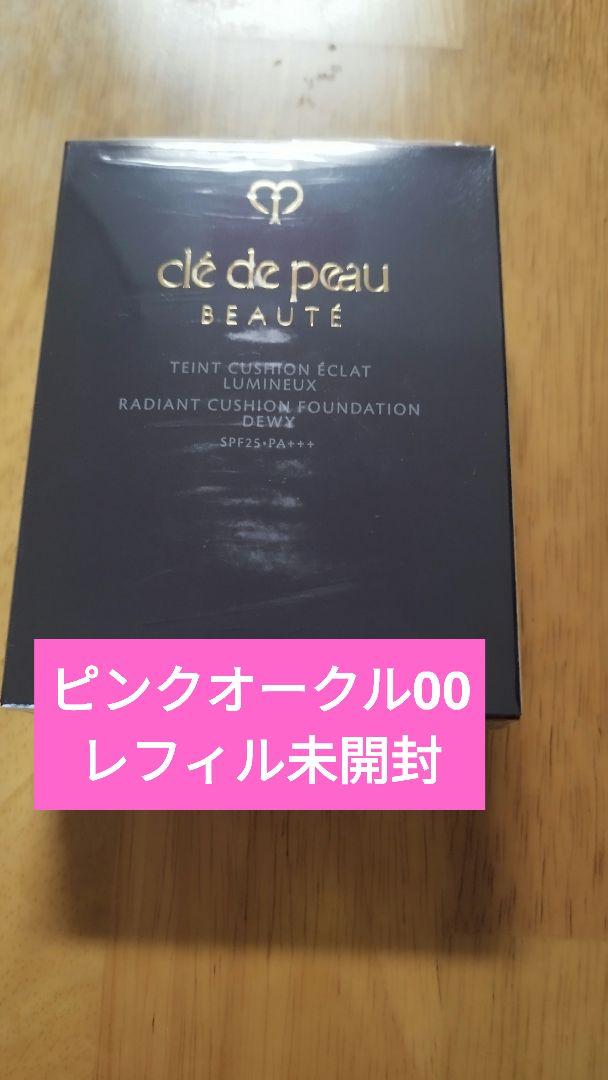 clé de peau
BEAUTÉ
TEINT CUSHION ÉCLAT
LUMINEUX
RADIANT CUSHION FOUNDATION
DEWY
SPF25•PA+++
ピンクオークル00
レフィル未開封